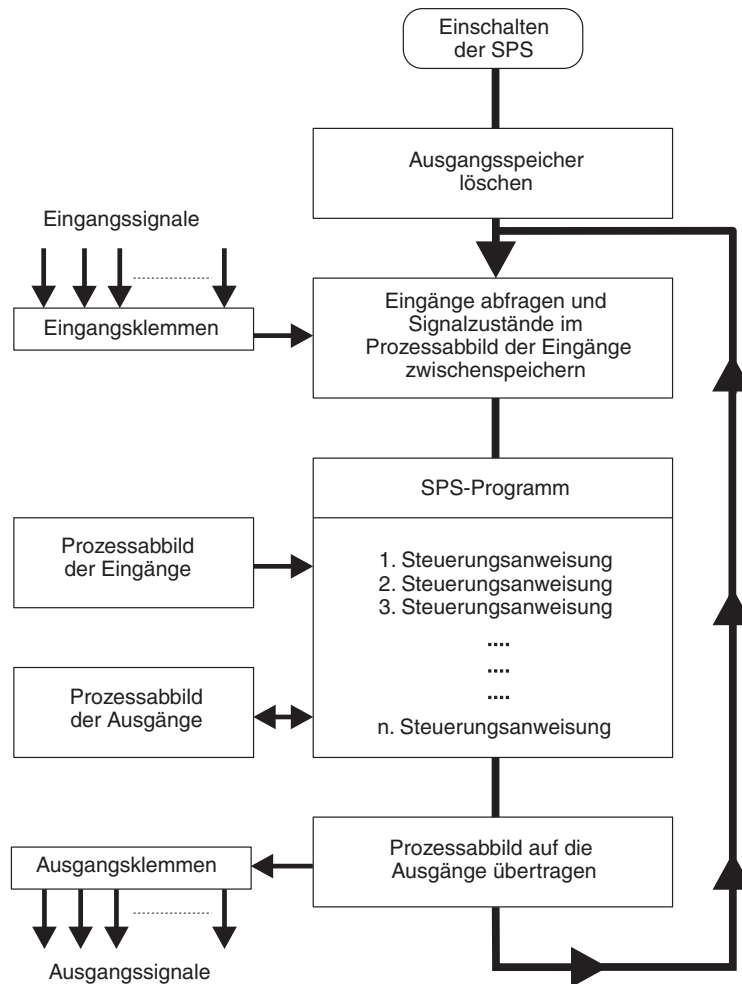 Einschalten
der SPS
Ausgangsspeicher
löschen
Eingangssignale
Eingangsklemmen
Eingänge abfragen und
Signalzustände im
Prozessabbild der Eingänge
zwischenspeichern
SPS-Programm
Prozessabbild
der Eingänge
1. Steuerungsanweisung
2. Steuerungsanweisung
3. Steuerungsanweisung
....
....
....
n. Steuerungsanweisung
Prozessabbild
der Ausgänge
Prozessabbild auf die
Ausgänge übertragen
Ausgangsklemmen
Ausgangssignale